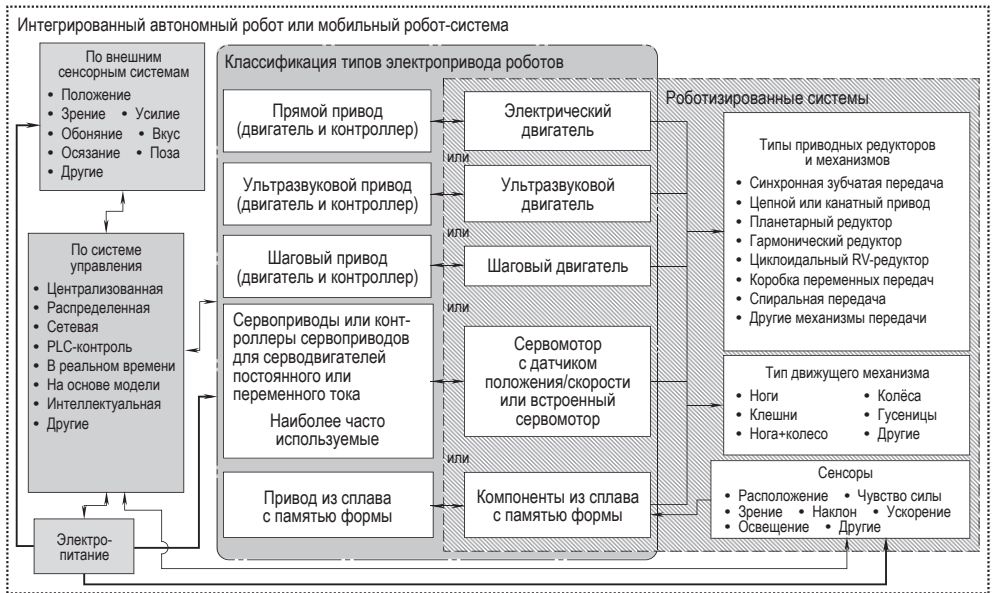 Интегрированный автономный робот или мобильный робот-система
По внешним
сенсорным системам
• Положение
• Зрение • Усилие
• Обоняние • Вкус
• Осязание • Поза
• Другие
По системе
управления
• Централизованная
• Распределенная
• Сетевая
• PLC-контроль
• В реальном времени
• На основе модели
• Интеллектуальная
• Другие
Электро-
питание
Классификация типов электропривода роботов
Прямой привод
(двигатель и контроллер)
Ультразвуковой привод
(двигатель и контроллер)
Шаговый привод
(двигатель и контроллер)
Сервоприводы или конт-
роллеры сервоприводов
для серводвигателей
постоянного или
переменного тока
Наиболее часто
используемые
Привод из сплава
с памятью формы
Электрический
двигатель
или
Ультразвуковой
двигатель
или
Шаговый двигатель
или
Сервомотор
с датчиком
положения/скорости
или встроенный
сервомотор
или
Компоненты из сплава
с памятью формы
Роботизированные системы
Типы приводных редукторов
и механизмов
• Синхронная зубчатая передача
• Цепной или канатный привод
• Планетарный редуктор
• Гармонический редуктор
• Циклоидальный RV-редуктор
• Коробка переменных передач
• Спиральная передача
• Другие механизмы передачи
Тип движущего механизма
• Ноги • Колёса
• Клешни • Гусеницы
• Нога+колесо • Другие
Сенсоры
• Расположение • Чувство силы
• Зрение • Наклон • Ускорение
• Освещение • Другие